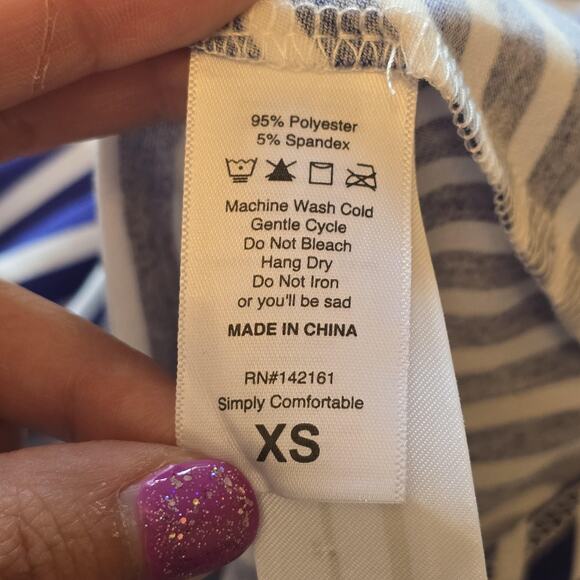 95% Polyester
5% Spandex
Machine Wash Cold
Gentle Cycle
Do Not Bleach
Hang Dry
Do Not Iron
or you'll be sad
MADE IN CHINA
RN#142161
Simply Comfortable
XS